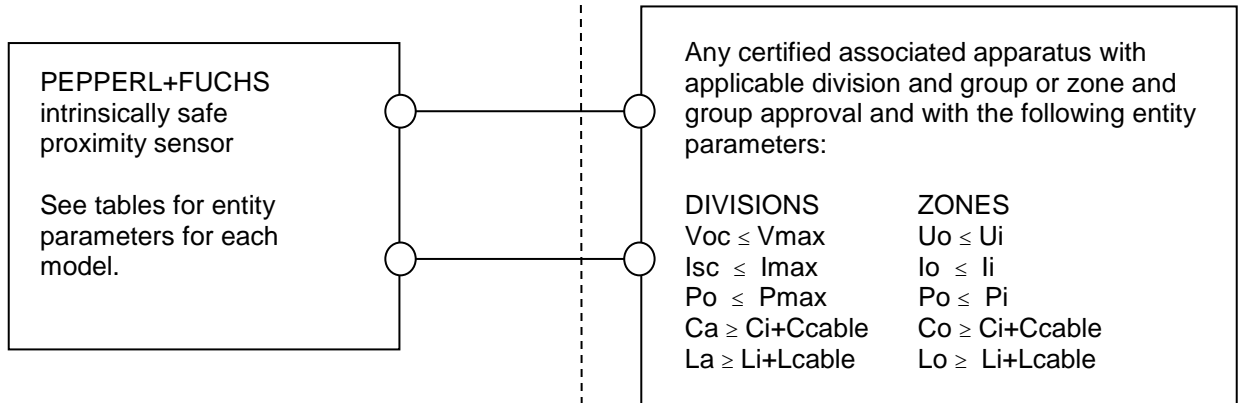 PEPPERL+FUCHS
intrinsically safe
proximity sensor
See tables for entity
parameters for each
model.
Any certified associated apparatus with
applicable division and group or zone and
group approval and with the following entity
parameters:
DIVISIONS ZONES
Voc ≤ Vmax Uo ≤ Ui
Isc ≤ Imax Io ≤ Ii
Po ≤ Pmax Po ≤ Pi
Ca ≥ Ci+Ccable Co ≥ Ci+Ccable
La ≥ Li+Lcable Lo ≥ Li+Lcable